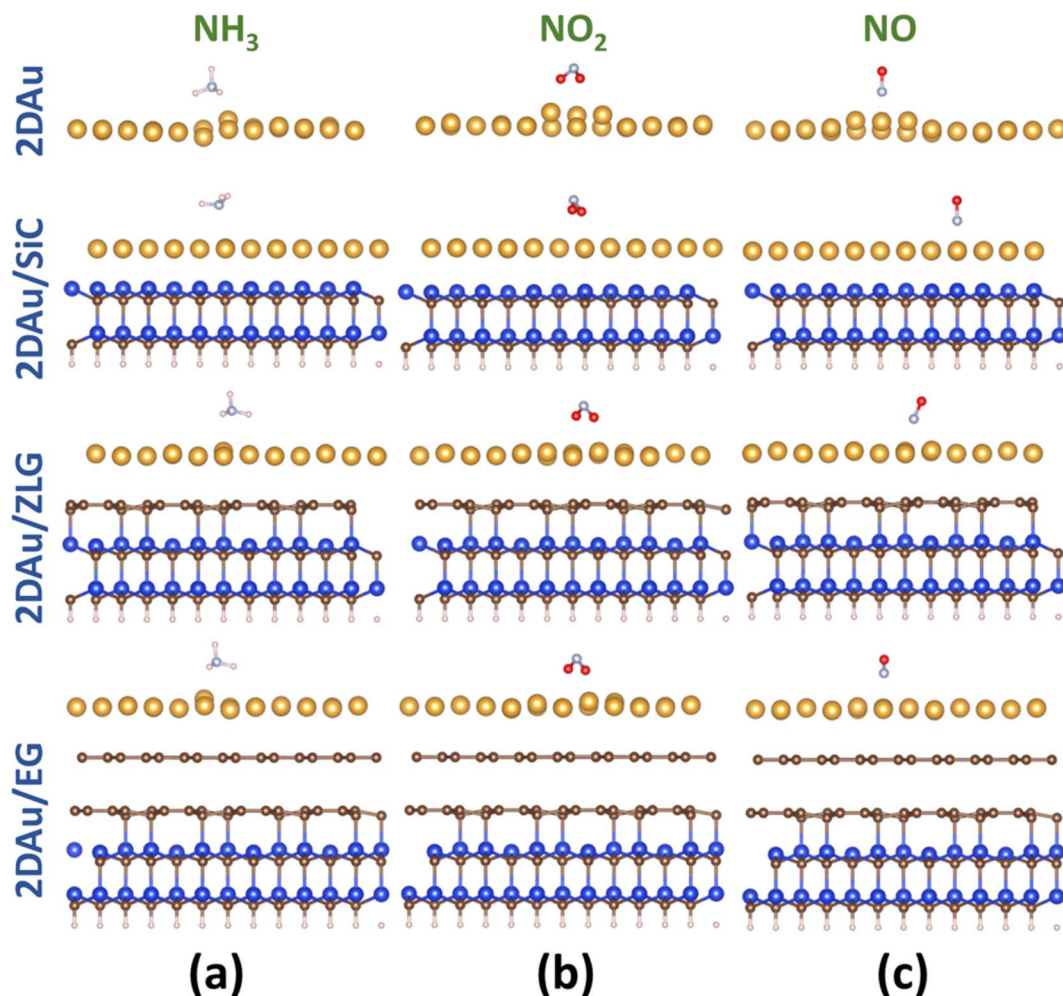 NH₃ NO₂ NO
2DAu
2DAu/SiC
2DAu/ZLG
2DAu/EG
(a) (b) (c)